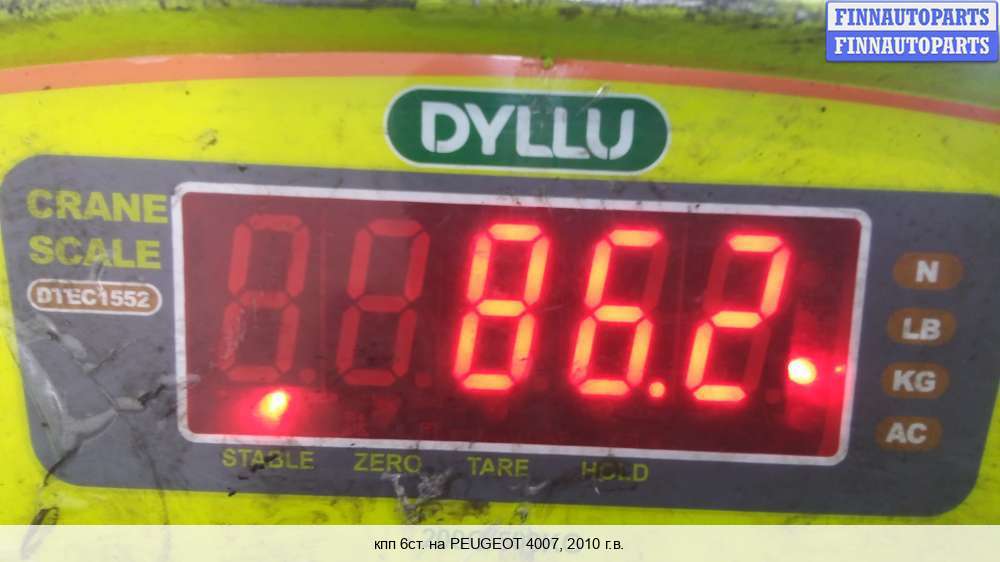 FINNAUTOPARTS
FINNAUTOPARTS
DYLLU
CRANE
SCALE
DTEC1552
86.2
N
LB
KG
AC
STABLE ZERO TARE HOLD
кпп 6ст. на PEUGEOT 4007, 2010 г.в.